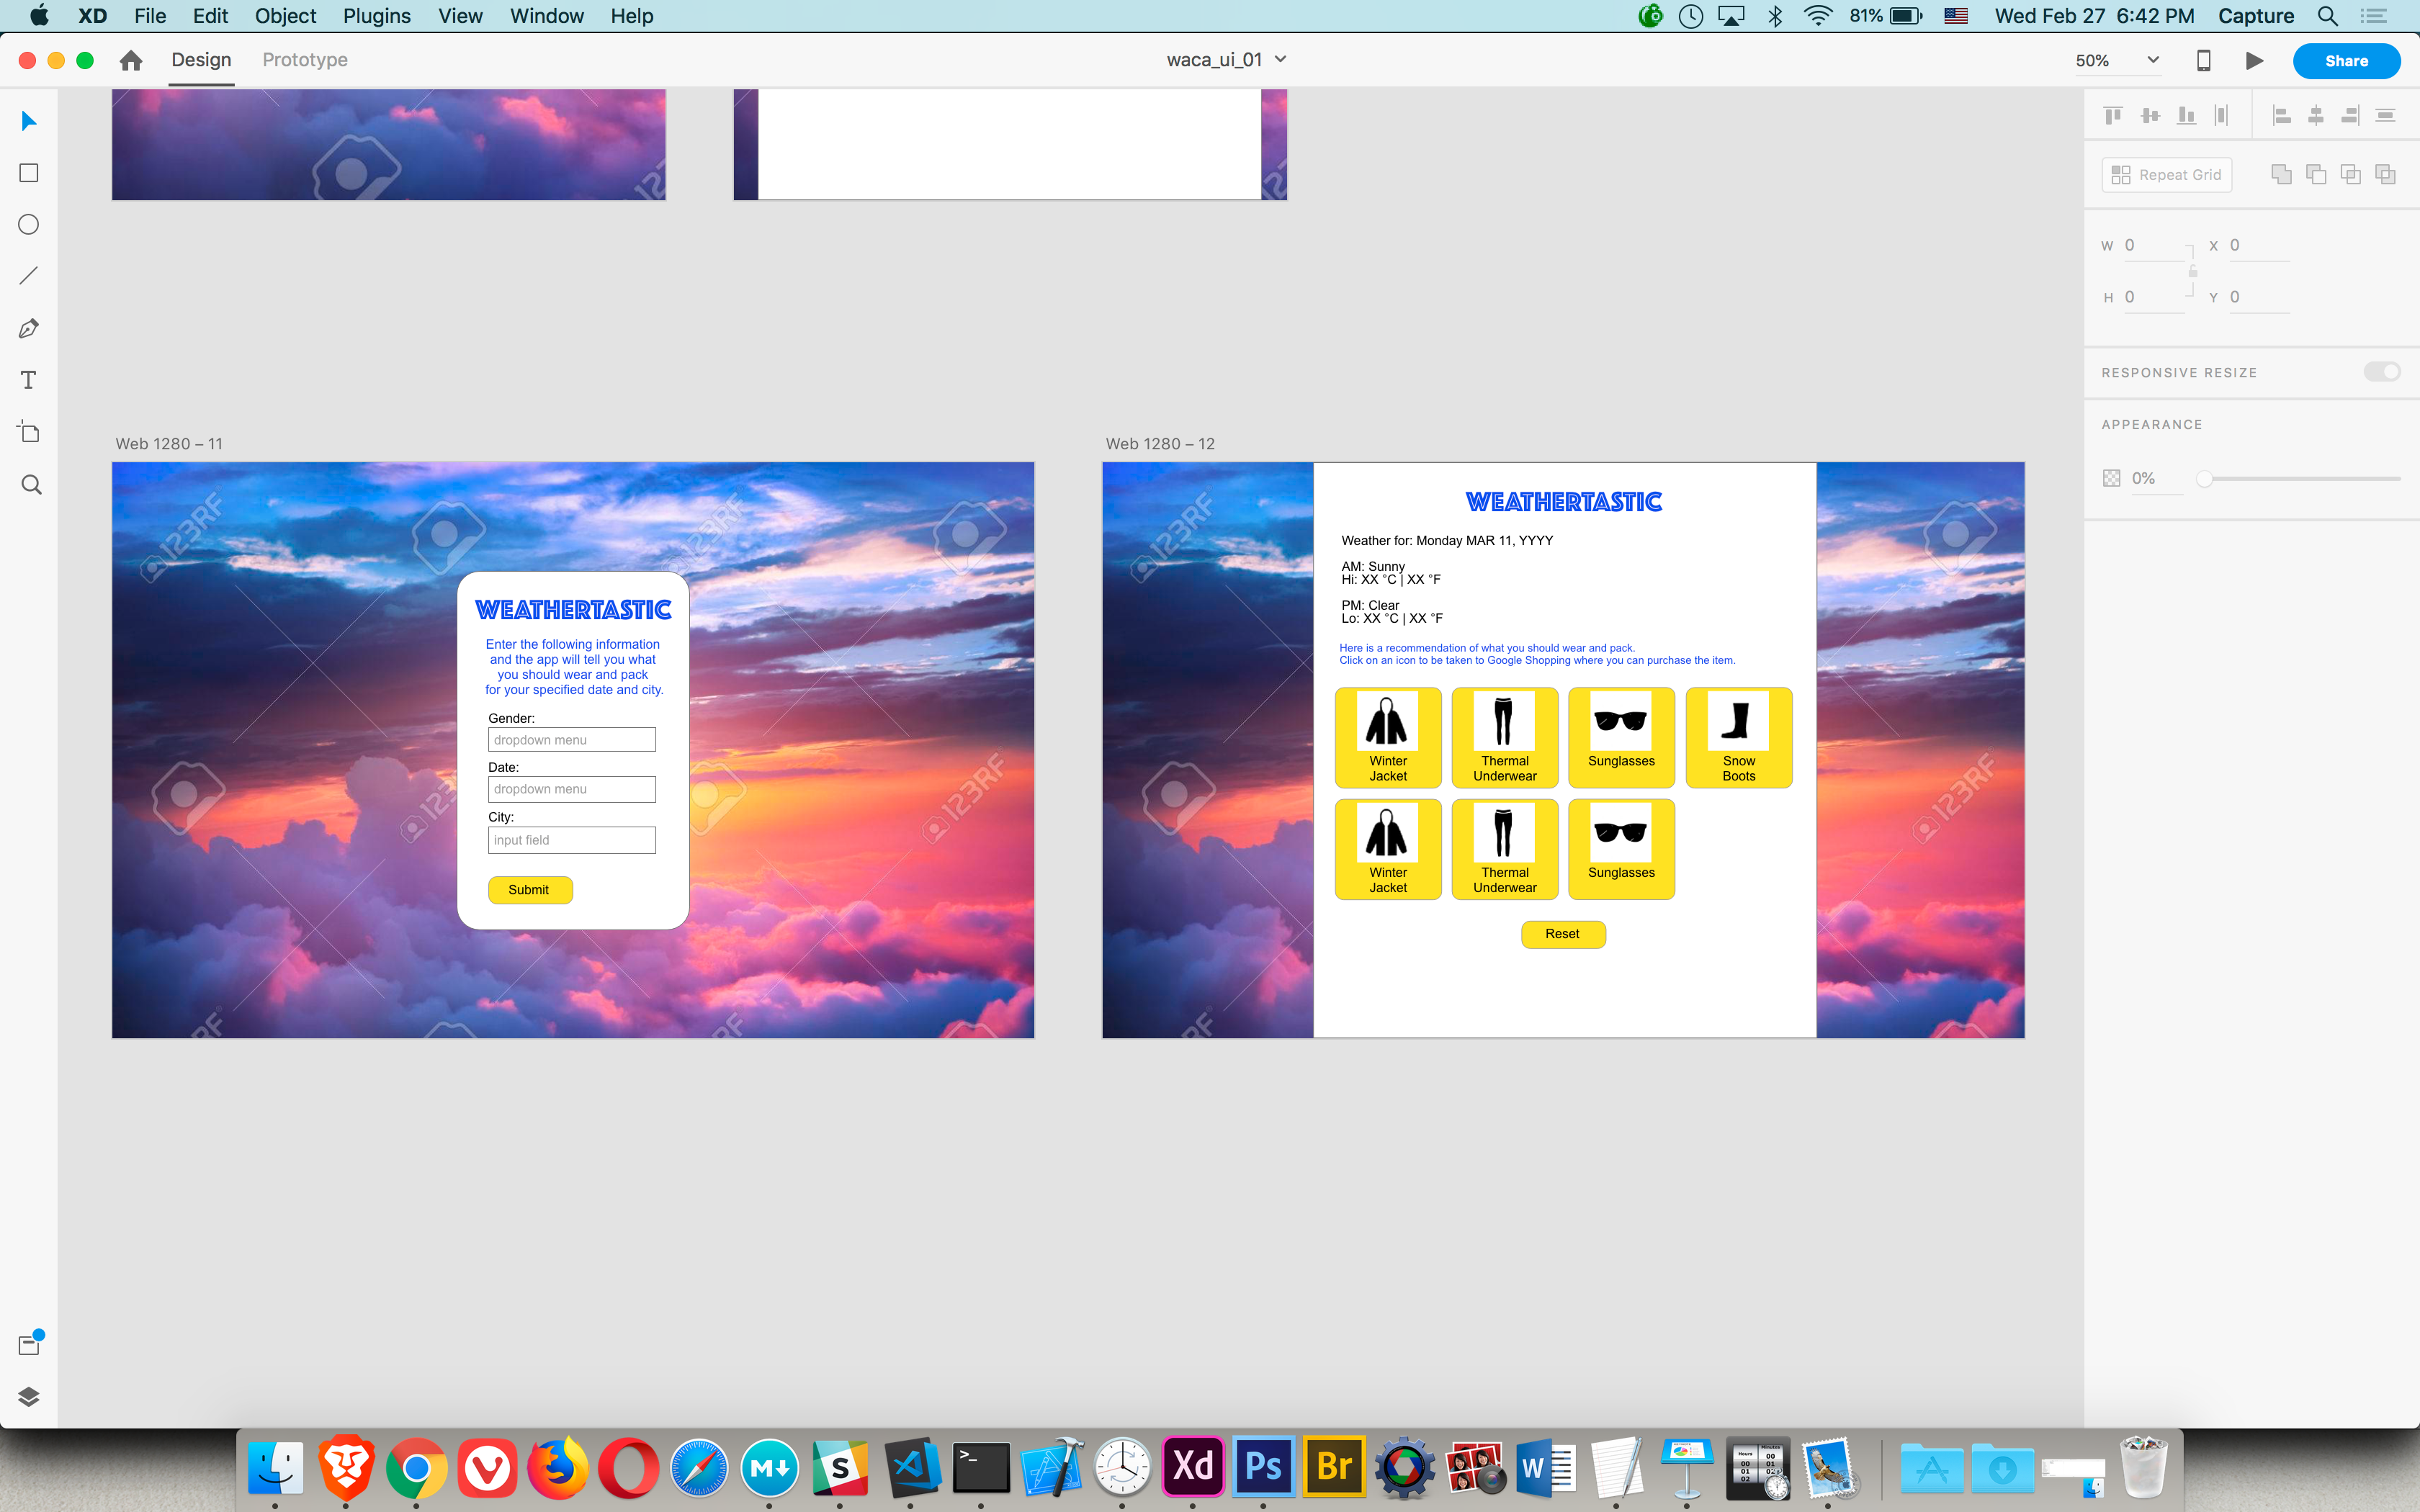 XD File Edit Object Plugins View Window Help
81% Wed Feb 27 6:42 PM Capture
Design Prototype
waca_ui_01
50%
Share
Repeat Grid
W 0 X 0
H 0 Y 0
RESPONSIVE RESIZE
APPEARANCE
0%
T
123RF
Web 1280 – 11
123RF
WEATHERTASTIC
Enter the following information
and the app will tell you what
you should wear and pack
for your specified date and city.
Gender:
dropdown menu
Date:
dropdown menu
City:
input field
Submit
Web 1280 – 12
123RF
WEATHERTASTIC
Weather for: Monday MAR 11, YYYY
AM: Sunny
Hi: XX °C | XX °F
PM: Clear
Lo: XX °C | XX °F
Here is a recommendation of what you should wear and pack.
Click on an icon to be taken to Google Shopping where you can purchase the item.
Winter
Jacket
Thermal
Underwear
Sunglasses
Snow
Boots
Winter
Jacket
Thermal
Underwear
Sunglasses
Reset
M S >_ Xd Ps Br W
Hours Minutes